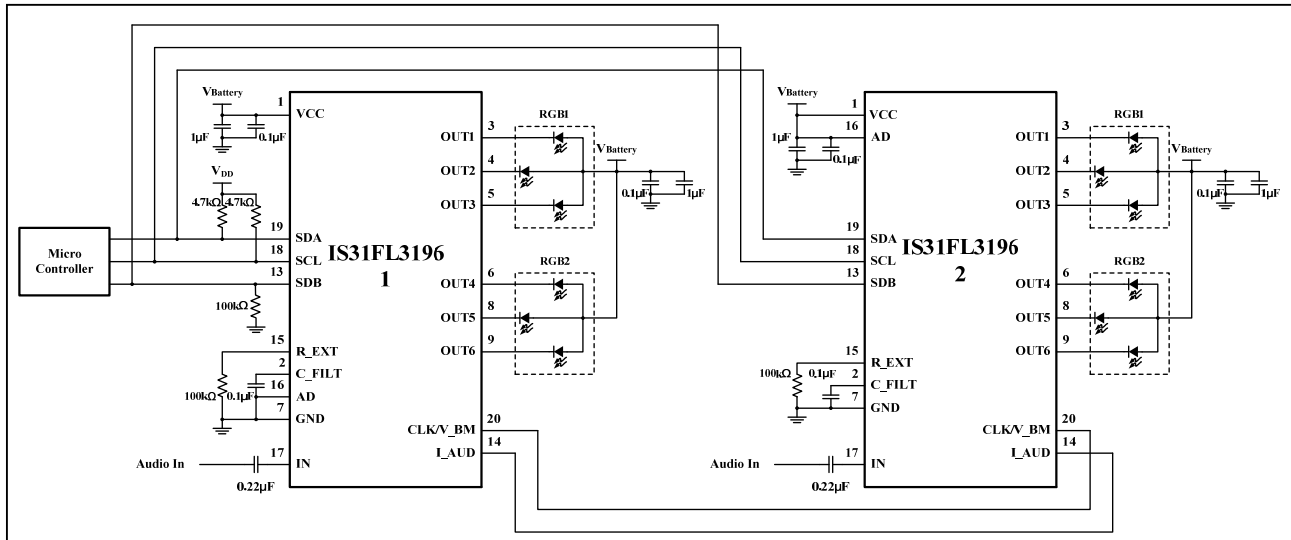 Micro
Controller
VBattery
1μF
0.1μF
VDD
4.7kΩ
4.7kΩ
100kΩ
100kΩ
0.1μF
Audio In
0.22μF
1
VCC
19
SDA
18
SCL
13
SDB
15
R_EXT
2
C_FILT
16
AD
7
GND
17
IN
IS31FL3196
1
OUT1
3
OUT2
4
OUT3
5
OUT4
6
OUT5
8
OUT6
9
CLK/V_BM
20
I_AUD
14
RGB1
RGB2
VBattery
0.1μF
1μF
VBattery
1μF
0.1μF
100kΩ
0.1μF
Audio In
0.22μF
1
VCC
16
AD
19
SDA
18
SCL
13
SDB
15
R_EXT
2
C_FILT
7
GND
17
IN
IS31FL3196
2
OUT1
3
OUT2
4
OUT3
5
OUT4
6
OUT5
8
OUT6
9
CLK/V_BM
20
I_AUD
14
RGB1
RGB2
VBattery
0.1μF
1μF